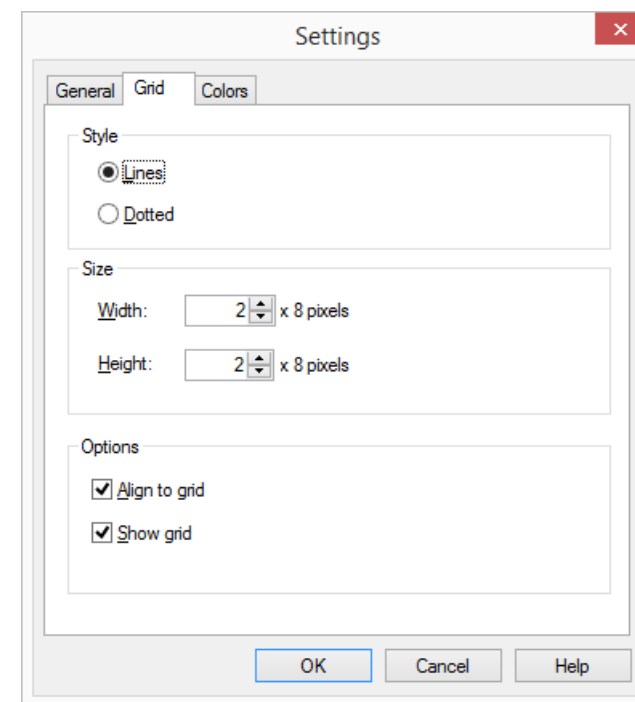 Settings
General Grid Colors
Style
Lines
Dotted
Size
Width: 2 x 8 pixels
Height: 2 x 8 pixels
Options
Align to grid
Show grid
OK Cancel Help